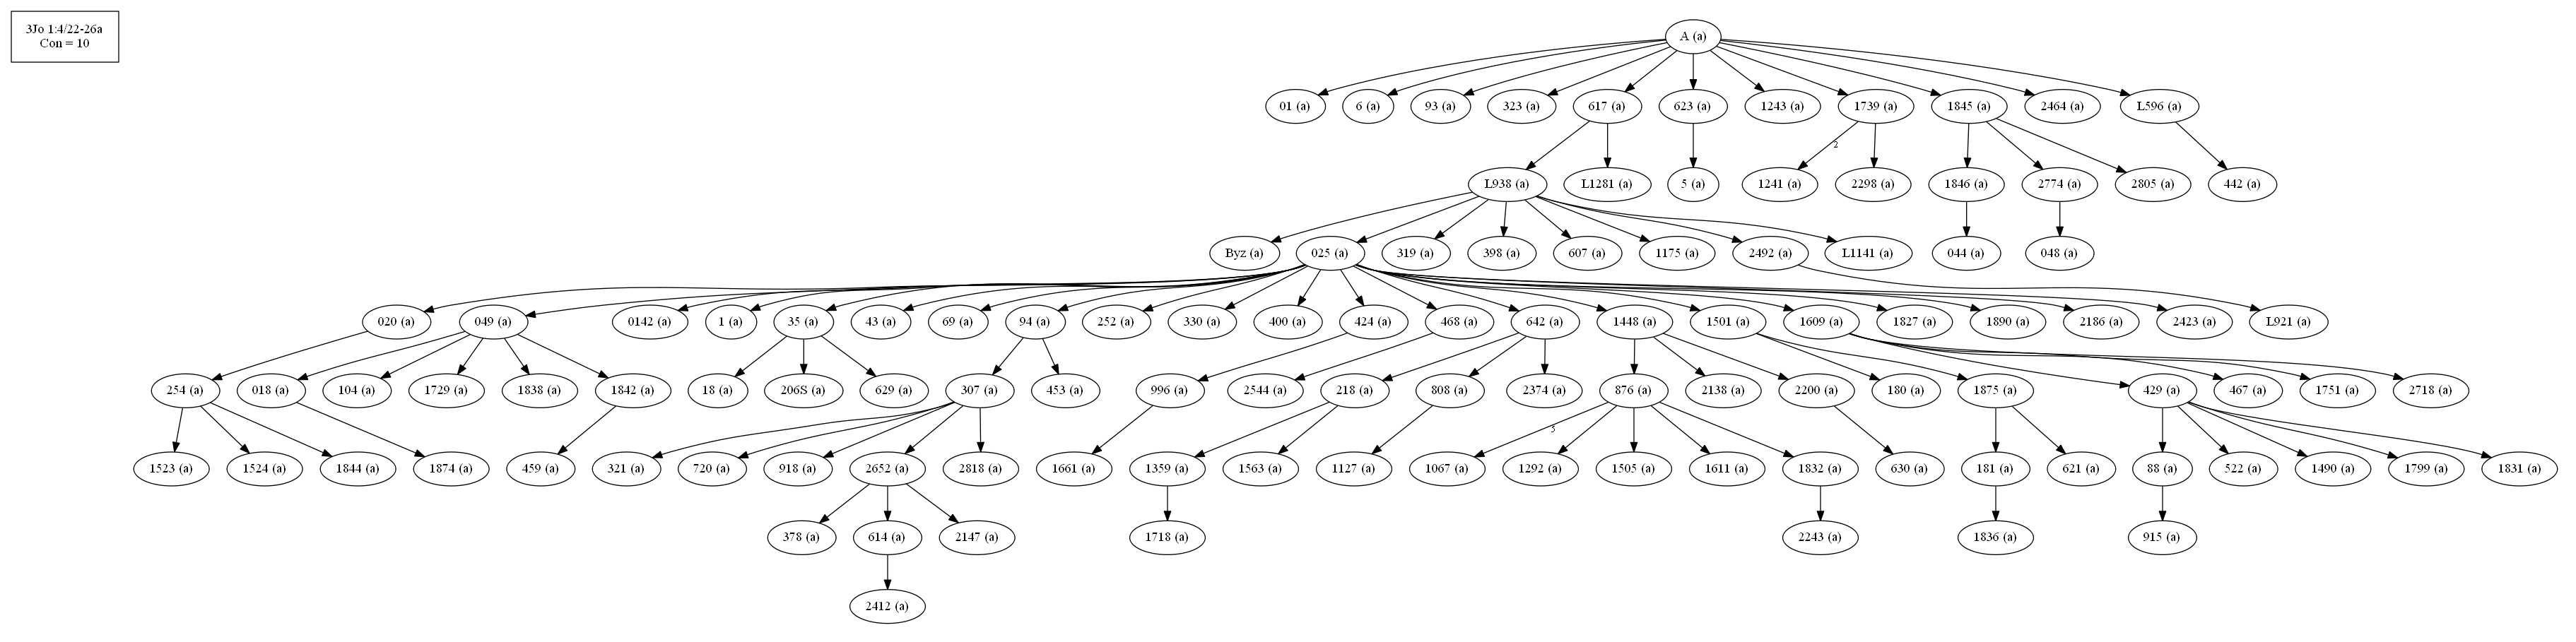 3Jo 1:4/22-26a
Con = 10
A (a)
01 (a)
6 (a)
93 (a)
323 (a)
617 (a)
623 (a)
1243 (a)
1739 (a)
1845 (a)
2464 (a)
L596 (a)
2
L938 (a)
L1281 (a)
5 (a)
1241 (a)
2298 (a)
1846 (a)
2774 (a)
2805 (a)
442 (a)
Byz (a)
025 (a)
319 (a)
398 (a)
607 (a)
1175 (a)
2492 (a)
L1141 (a)
044 (a)
048 (a)
020 (a)
049 (a)
0142 (a)
1 (a)
35 (a)
43 (a)
69 (a)
94 (a)
252 (a)
330 (a)
400 (a)
424 (a)
468 (a)
642 (a)
1448 (a)
1501 (a)
1609 (a)
1827 (a)
1890 (a)
2186 (a)
2423 (a)
L921 (a)
254 (a)
018 (a)
104 (a)
1729 (a)
1838 (a)
1842 (a)
18 (a)
206S (a)
629 (a)
307 (a)
453 (a)
996 (a)
2544 (a)
218 (a)
808 (a)
2374 (a)
876 (a)
2138 (a)
2200 (a)
180 (a)
1875 (a)
429 (a)
467 (a)
1751 (a)
2718 (a)
5
1523 (a)
1524 (a)
1844 (a)
1874 (a)
459 (a)
321 (a)
720 (a)
918 (a)
2652 (a)
2818 (a)
1661 (a)
1359 (a)
1563 (a)
1127 (a)
1067 (a)
1292 (a)
1505 (a)
1611 (a)
1832 (a)
630 (a)
181 (a)
621 (a)
88 (a)
522 (a)
1490 (a)
1799 (a)
1831 (a)
378 (a)
614 (a)
2147 (a)
1718 (a)
2243 (a)
1836 (a)
915 (a)
2412 (a)